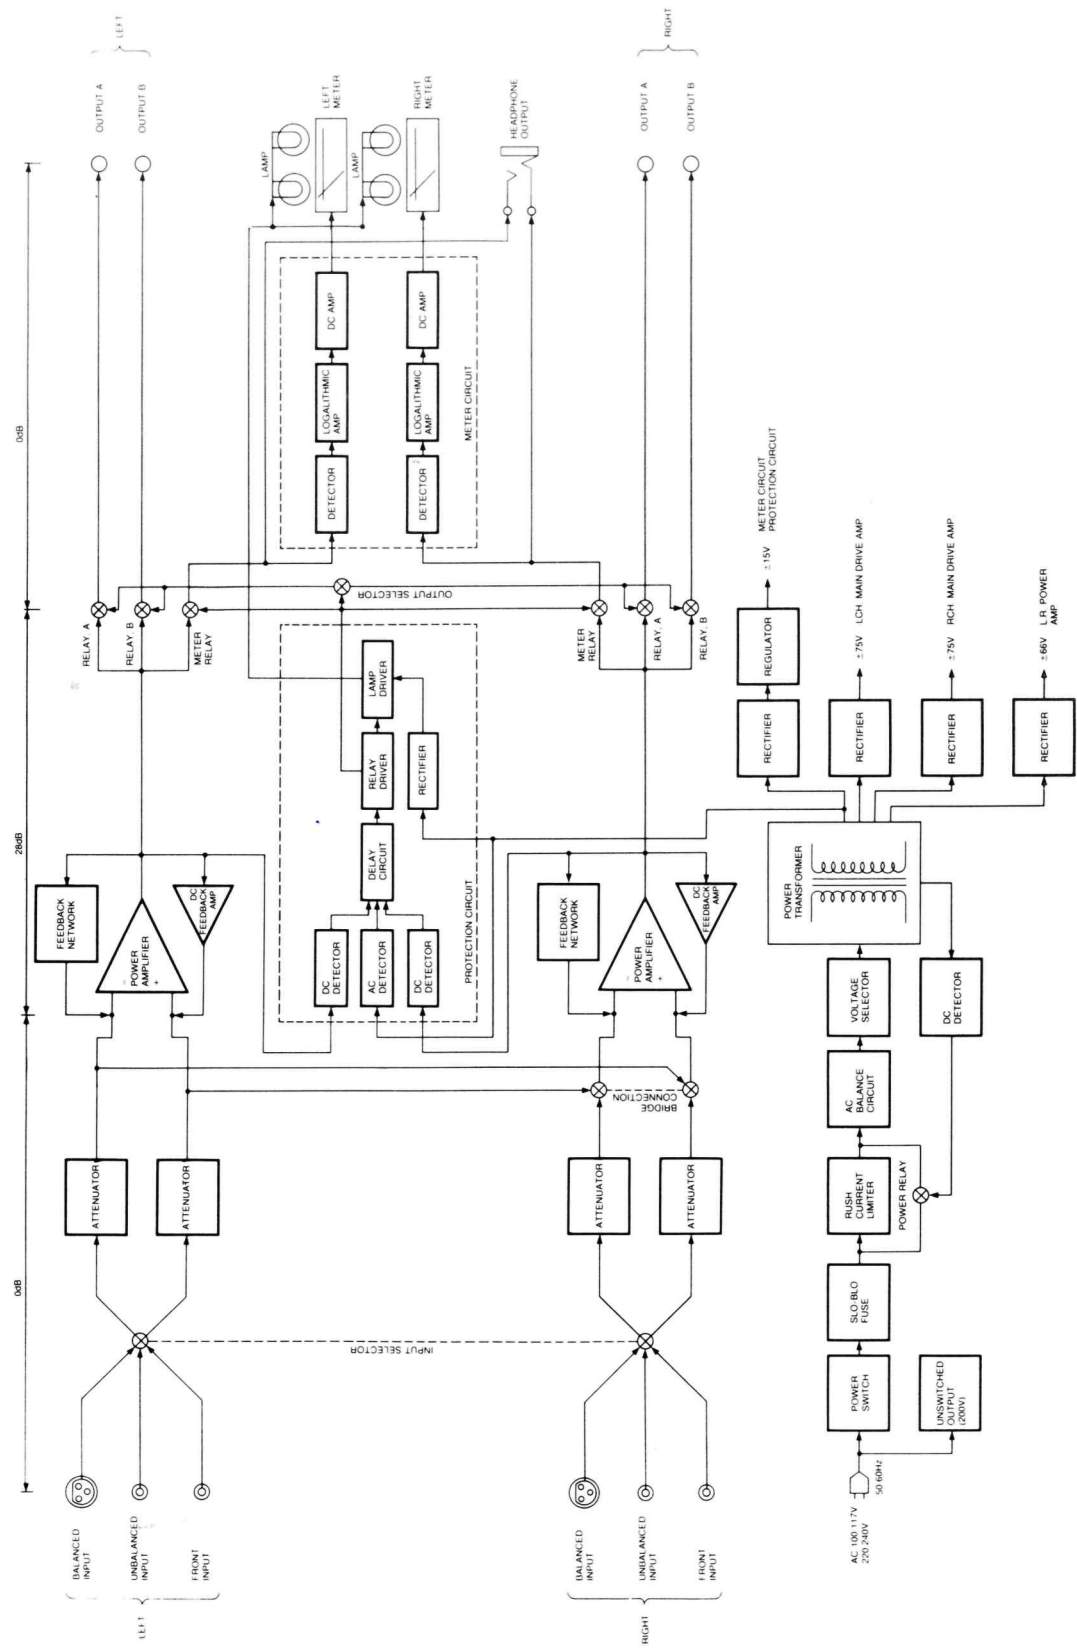 0dB
28dB
0dB
LEFT
BALANCED
INPUT
UNBALANCED
INPUT
FRONT
INPUT
INPUT SELECTOR
ATTENUATOR
ATTENUATOR
FEEDBACK
NETWORK
−
POWER
AMPLIFIER
+
DC
FEEDBACK
AMP
RELAY. A
RELAY. B
METER
RELAY
OUTPUT A
OUTPUT B
LEFT
PROTECTION CIRCUIT
DC
DETECTOR
AC
DETECTOR
DC
DETECTOR
DELAY
CIRCUIT
RELAY
DRIVER
LAMP
DRIVER
RECTIFIER
OUTPUT SELECTOR
METER CIRCUIT
DETECTOR
LOGALITHMIC
AMP
DC AMP
DETECTOR
LOGALITHMIC
AMP
DC AMP
LAMP
LEFT
METER
LAMP
RIGHT
METER
HEADPHONE
OUTPUT
RIGHT
BALANCED
INPUT
UNBALANCED
INPUT
FRONT
INPUT
ATTENUATOR
ATTENUATOR
BRIDGE
CONNECTION
FEEDBACK
NETWORK
−
POWER
AMPLIFIER
+
DC
FEEDBACK
AMP
METER
RELAY
RELAY. A
RELAY. B
OUTPUT A
OUTPUT B
RIGHT
AC 100 117V
220 240V
50 60Hz
POWER
SWITCH
UNSWITCHED
OUTPUT
(200V)
SLO-BLO
FUSE
RUSH
CURRENT
LIMITER
POWER RELAY
AC
BALANCE
CIRCUIT
VOLTAGE
SELECTOR
DC
DETECTOR
POWER
TRANSFORMER
RECTIFIER
REGULATOR
±15V METER CIRCUIT
PROTECTION CIRCUIT
RECTIFIER
±75V LCH MAIN DRIVE AMP
RECTIFIER
±75V RCH MAIN DRIVE AMP
RECTIFIER
±66V L R POWER
AMP